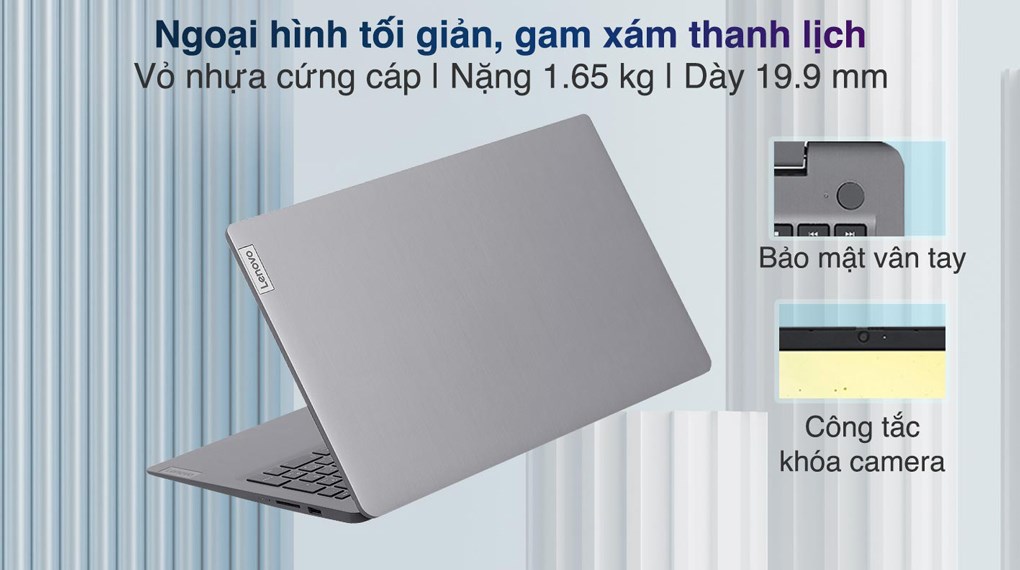 Ngoại hình tối giản, gam xám thanh lịch
Vỏ nhựa cứng cáp | Nặng 1.65 kg | Dày 19.9 mm
Lenovo
Bảo mật vân tay
Công tắc
khóa camera
Lenovo